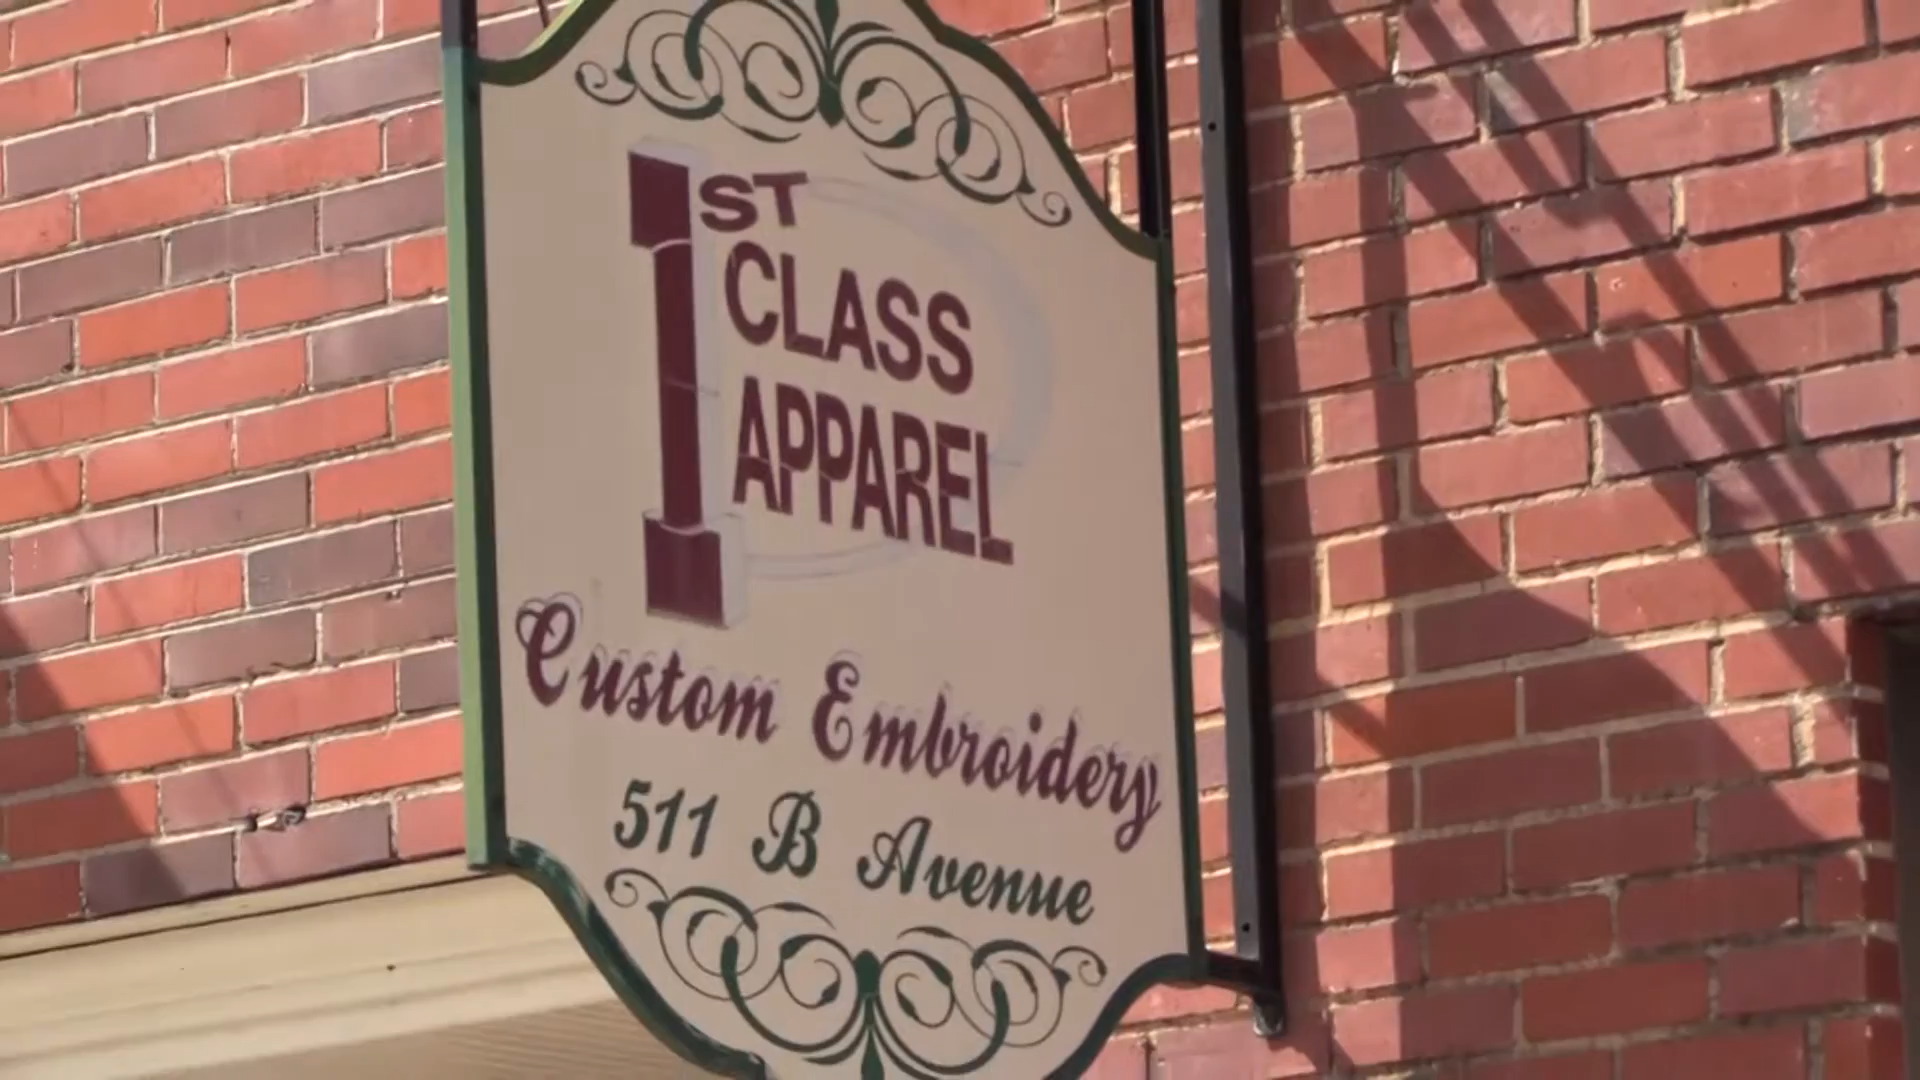 1ST
CLASS
APPAREL
Custom Embroidery
511 B Avenue